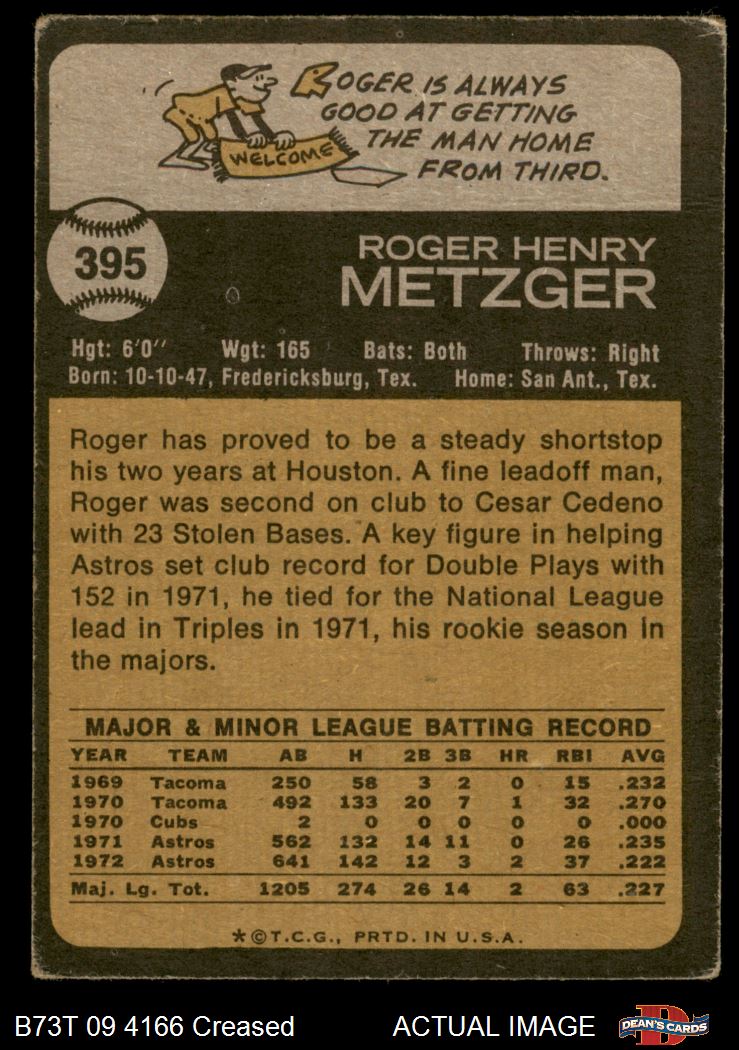 ROGER IS ALWAYS
GOOD AT GETTING
THE MAN HOME
FROM THIRD.
WELCOME
395
ROGER HENRY
METZGER
Hgt: 6'0" Wgt: 165 Bats: Both Throws: Right
Born: 10-10-47, Fredericksburg, Tex. Home: San Ant., Tex.
Roger has proved to be a steady shortstop
his two years at Houston. A fine leadoff man,
Roger was second on club to Cesar Cedeno
with 23 Stolen Bases. A key figure in helping
Astros set club record for Double Plays with
152 in 1971, he tied for the National League
lead in Triples in 1971, his rookie season in
the majors.
MAJOR & MINOR LEAGUE BATTING RECORD
YEAR TEAM AB H 2B 3B HR RBI AVG
1969 Tacoma 250 58 3 2 0 15 .232
1970 Tacoma 492 133 20 7 1 32 .270
1970 Cubs 2 0 0 0 0 0 .000
1971 Astros 562 132 14 11 0 26 .235
1972 Astros 641 142 12 3 2 37 .222
Maj. Lg. Tot. 1205 274 26 14 2 63 .227
*©T.C.G., PRTD. IN U.S.A.
B73T 09 4166 Creased ACTUAL IMAGE D DEAN'S CARDS